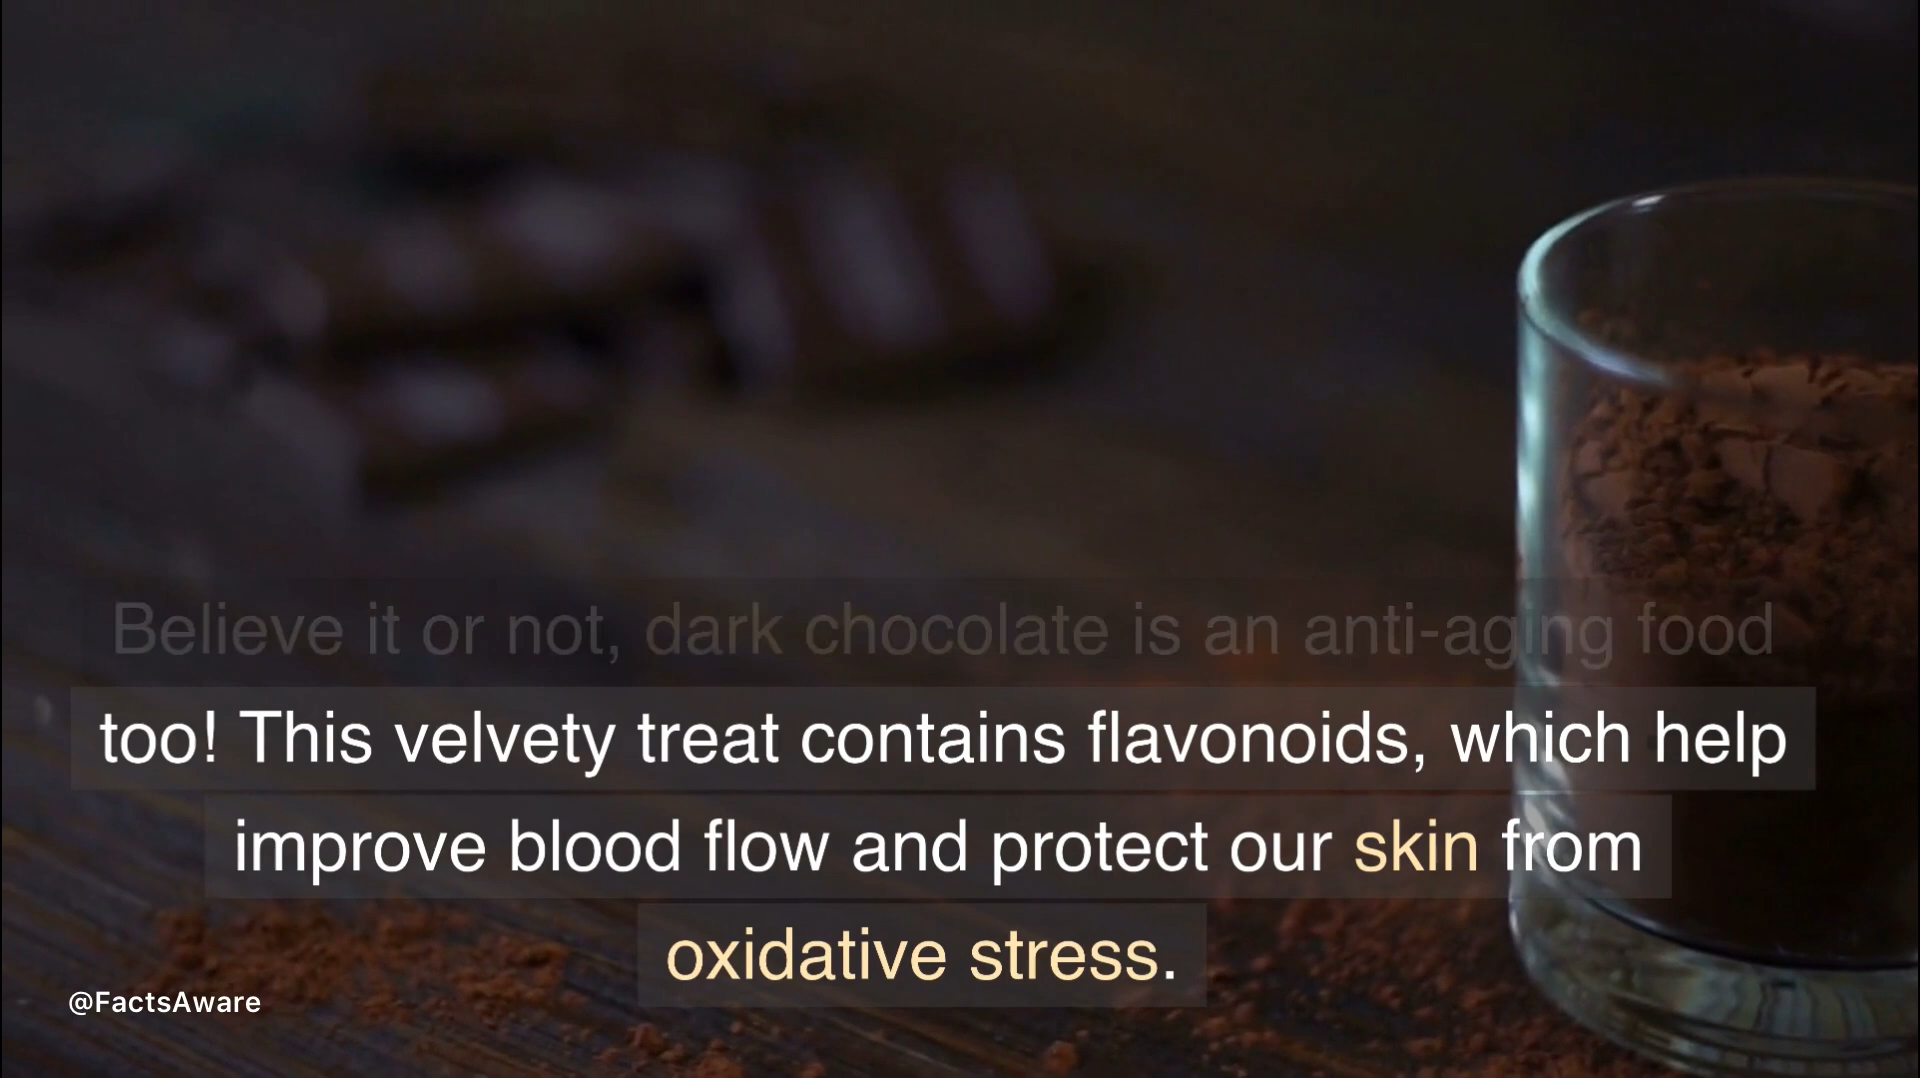 Believe it or not, dark chocolate is an anti-aging food
too! This velvety treat contains flavonoids, which help
improve blood flow and protect our skin from
oxidative stress.
@FactsAware